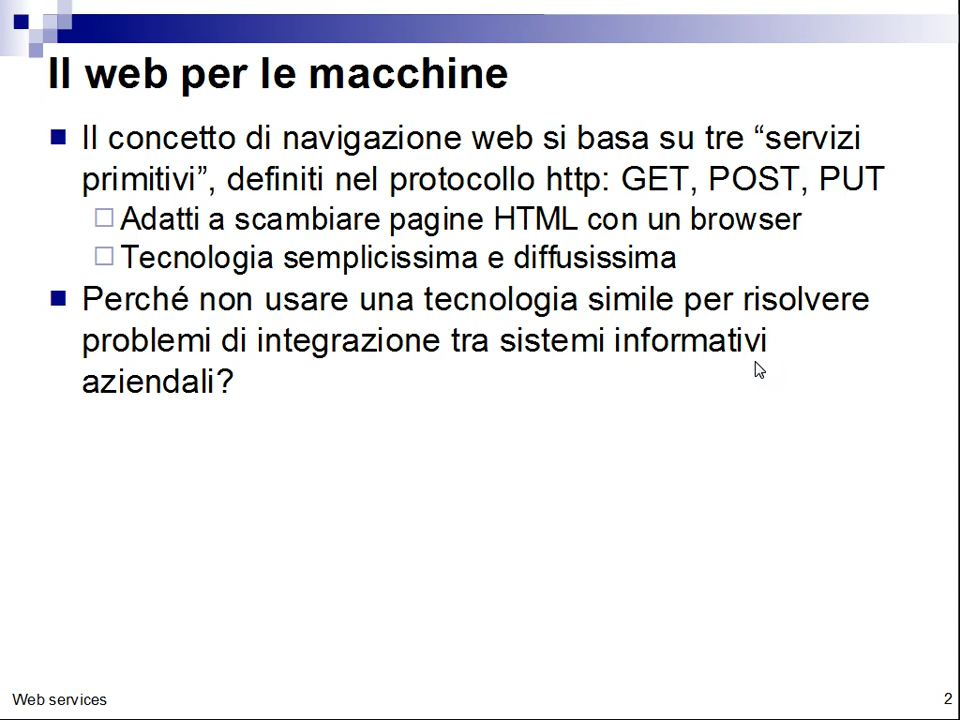 Il web per le macchine
Il concetto di navigazione web si basa su tre “servizi
primitivi”, definiti nel protocollo http: GET, POST, PUT
Adatti a scambiare pagine HTML con un browser
Tecnologia semplicissima e diffusissima
Perché non usare una tecnologia simile per risolvere
problemi di integrazione tra sistemi informativi
aziendali?
Web services
2